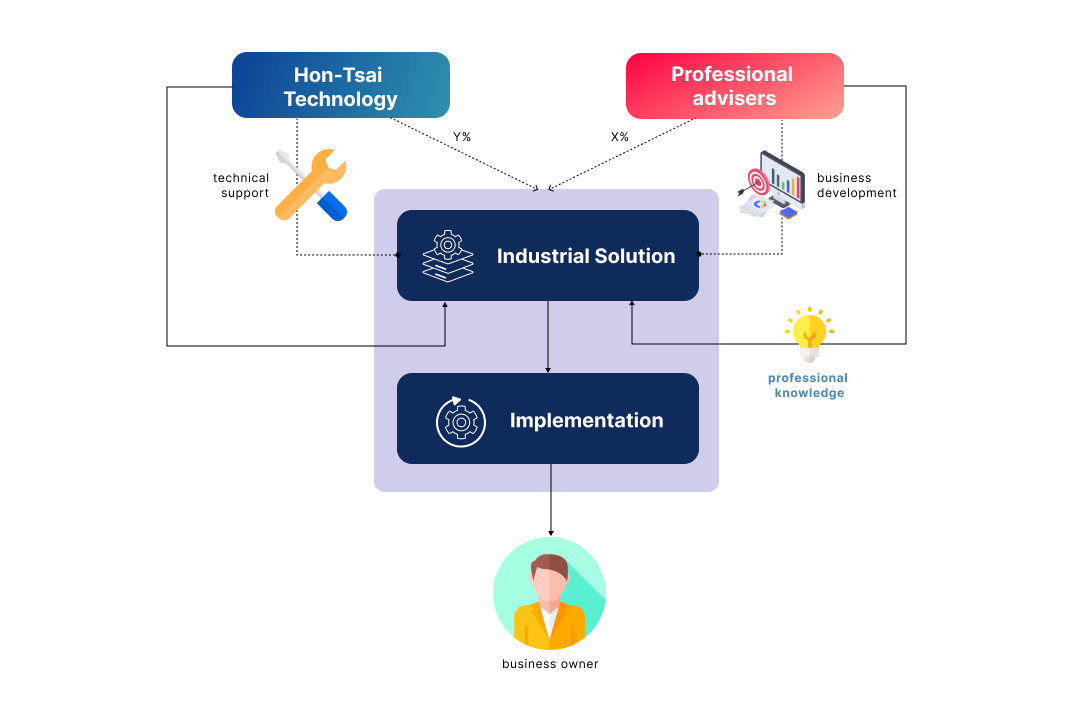 Hon-Tsai
Technology
Professional
advisers
Y%
X%
technical
support
business
development
Industrial Solution
professional
knowledge
Implementation
business owner